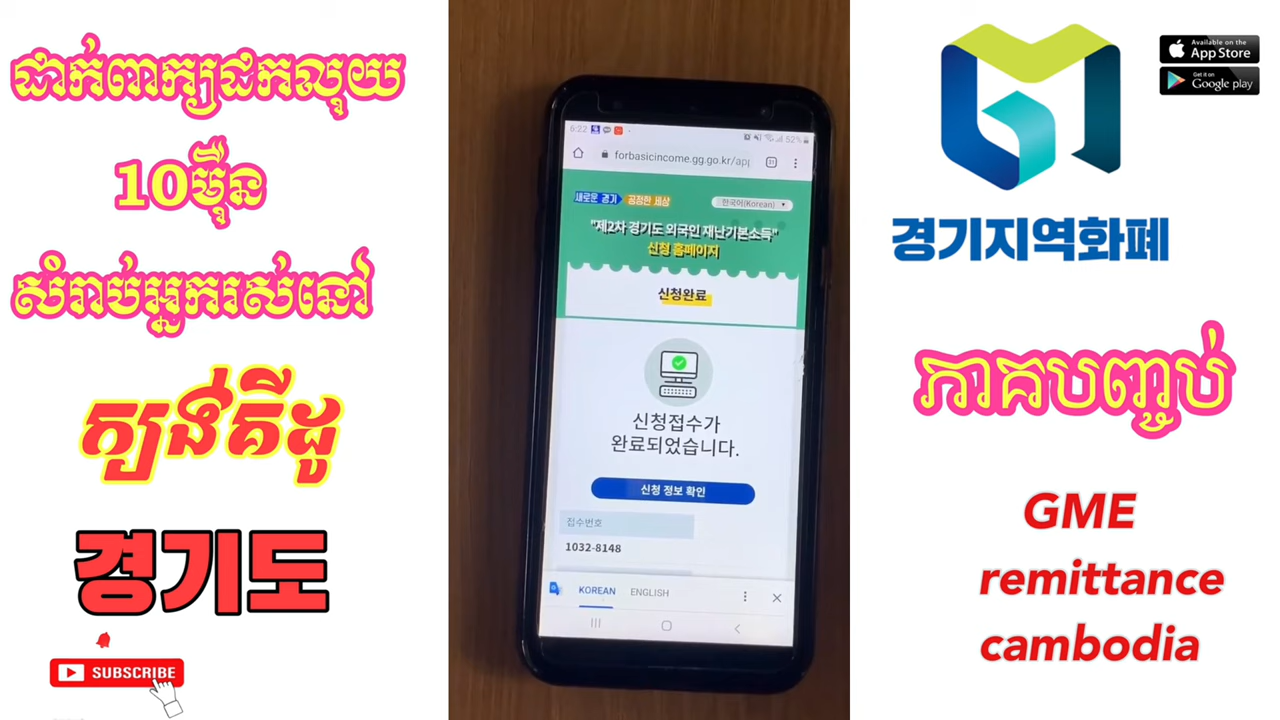 ដាក់ពាក្យដកលុយ
10ម៉ឺន
សំរាប់អ្នករស់នៅ
ក្បង់គីដូ
경기도
SUBSCRIBE
6:22
52%
forbasicincome.gg.go.kr/app
21
새로운 경기 공정한 세상
한국어(Korean)
"제2차 경기도 외국인 재난기본소득"
신청 홈페이지
신청완료
신청접수가
완료되었습니다.
신청 정보 확인
접수번호
1032-8148
KOREAN ENGLISH
Available on the
App Store
Get it on
Google play
경기지역화폐
ភាគបញ្ចប់
GME
remittance
cambodia